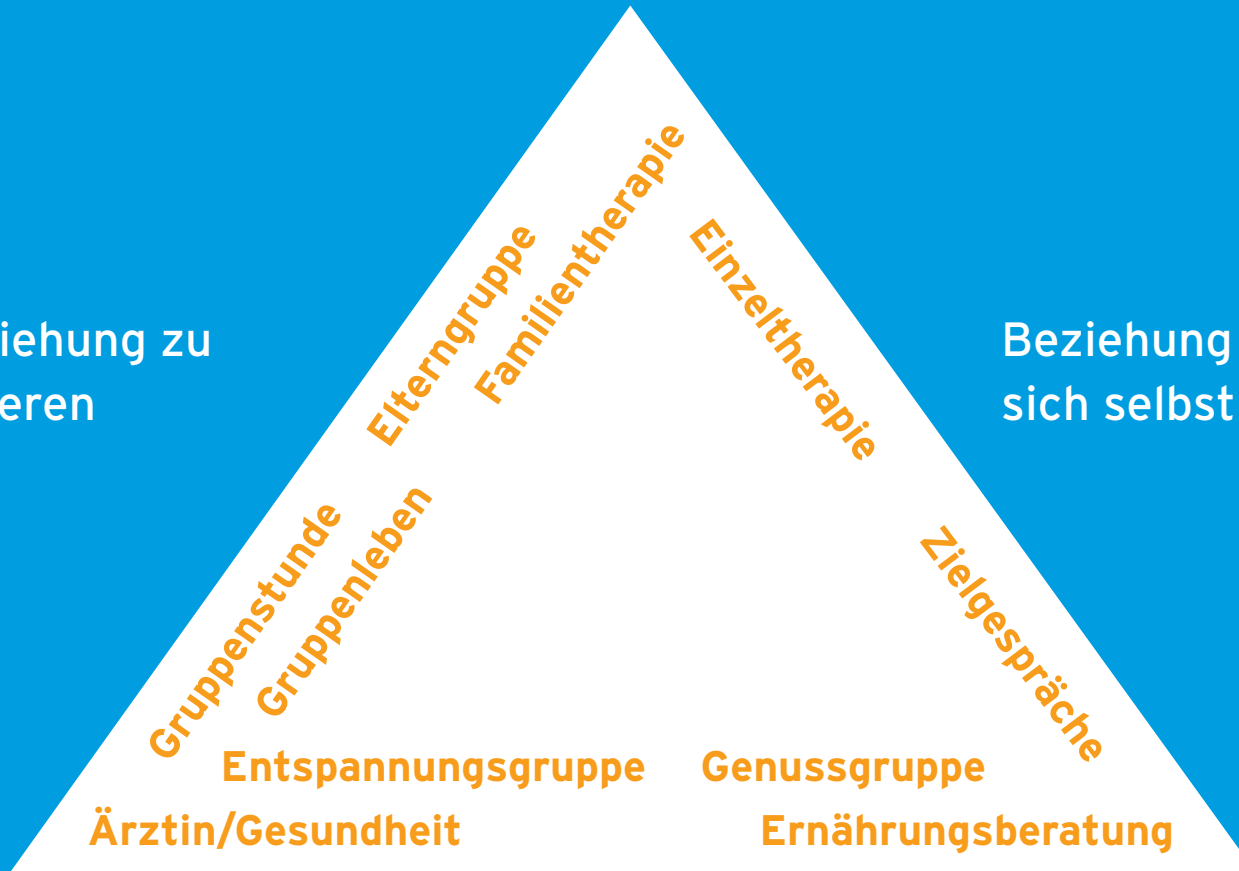 Familientherapie
Elterngruppe
Einzeltherapie
iehung zu
eren
Beziehung
sich selbst
Gruppenstunde
Gruppenleben
Zielgespräche
Entspannungsgruppe
Genussgruppe
Ärztin/Gesundheit
Ernährungsberatung